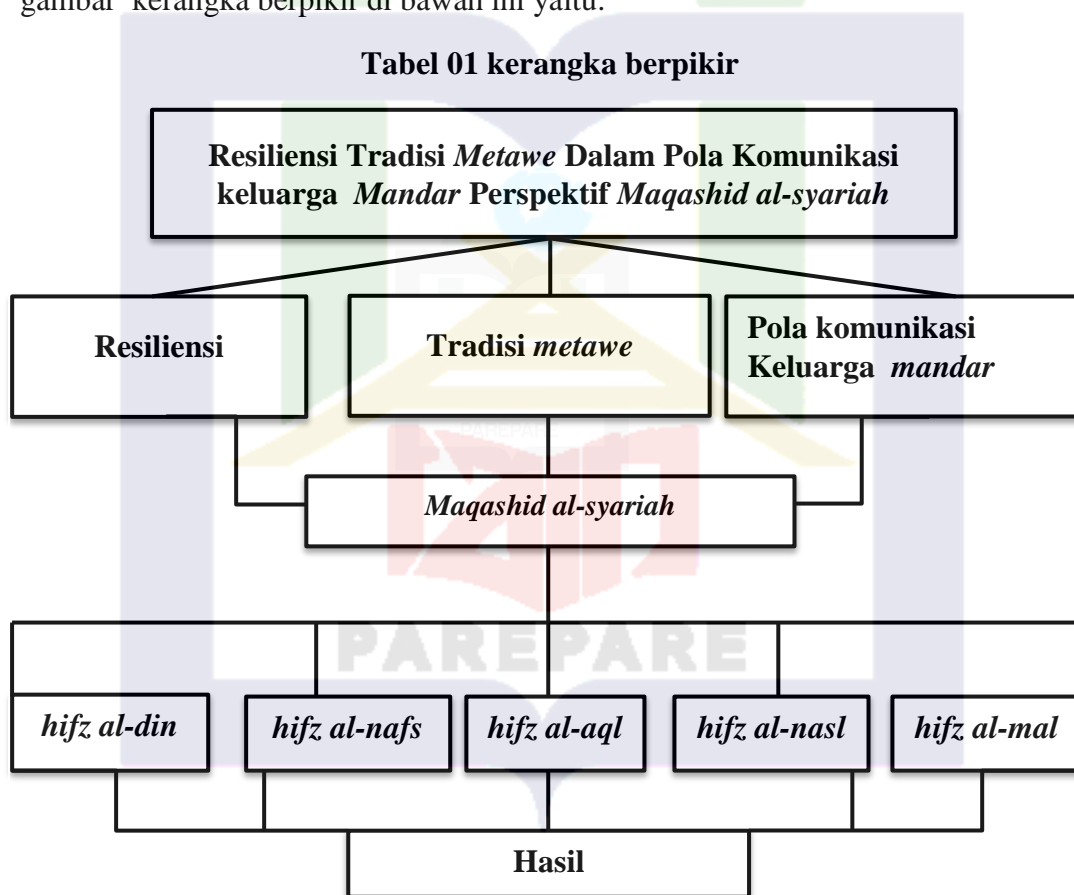 gambar kerangka berpikir di bawah ini yaitu:
Tabel 01 kerangka berpikir
Resiliensi Tradisi Metawe Dalam Pola Komunikasi
keluarga Mandar Perspektif Maqashid al-syariah
Resiliensi
Tradisi metawe
Pola komunikasi
Keluarga mandar
PAREPARE
Maqashid al-syariah
PAREPARE
hifz al-din
hifz al-nafs
hifz al-aql
hifz al-nasl
hifz al-mal
Hasil